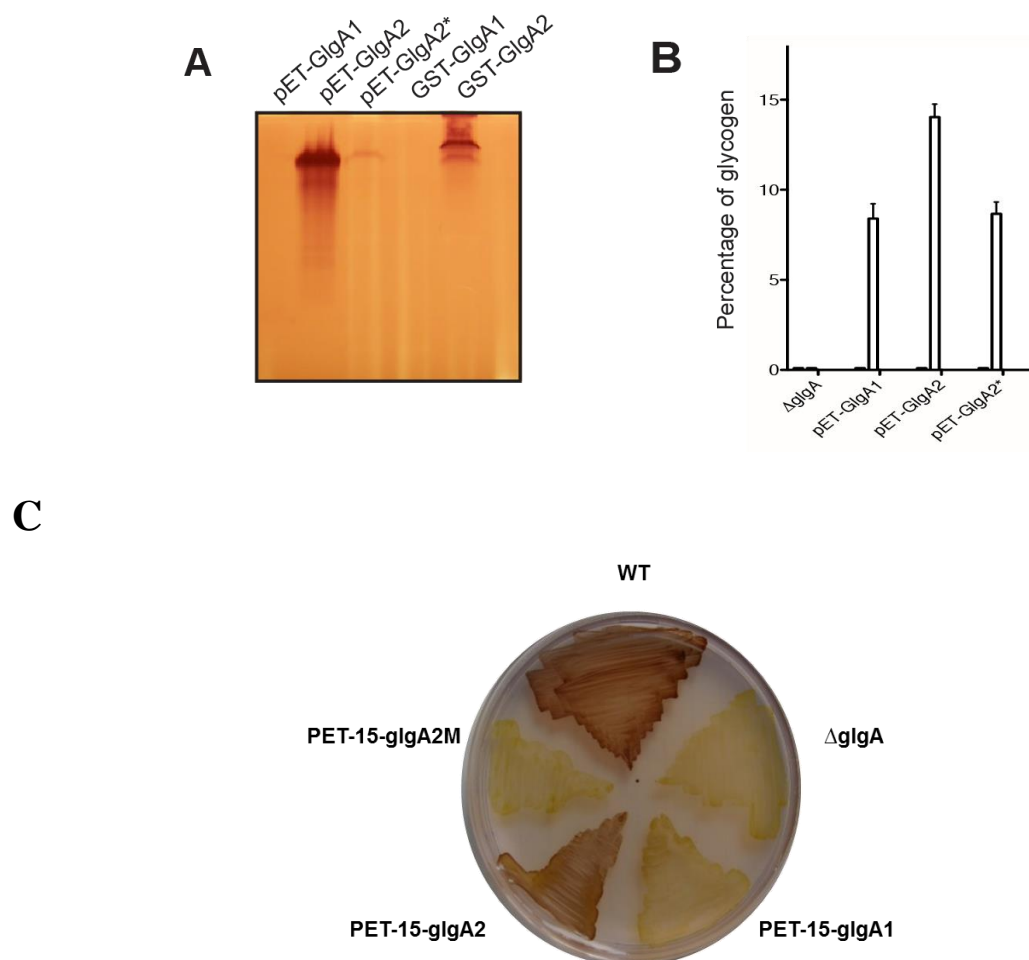 A
pET-GlgA1
pET-GlgA2
pET-GlgA2*
GST-GlgA1
GST-GlgA2
B
Percentage of glycogen
15
10
5
0
ΔglgA
pET-GlgA1
pET-GlgA2
pET-GlgA2*
C
WT
PET-15-glgA2M
ΔglgA
PET-15-glgA2
PET-15-glgA1